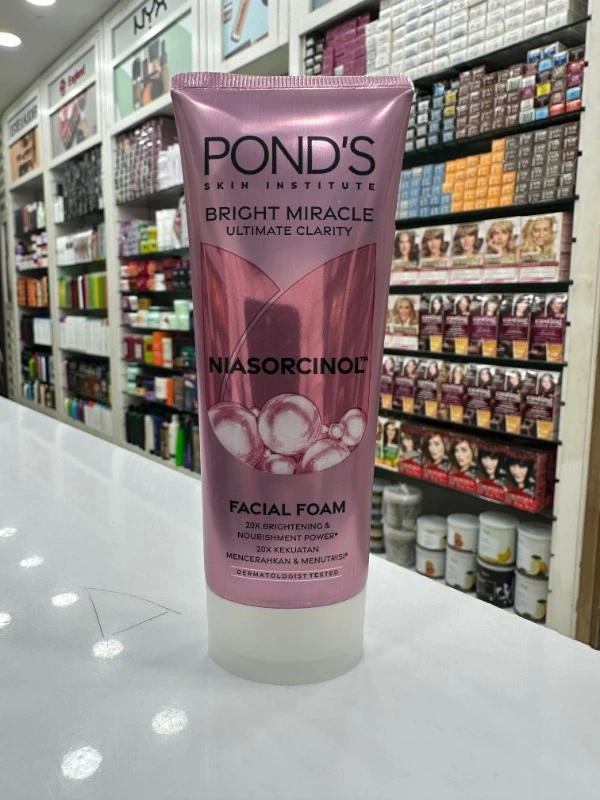 NYX
England
POND'S
SKIN INSTITUTE
BRIGHT MIRACLE
ULTIMATE CLARITY
NIASORCINOL™
FACIAL FOAM
20X BRIGHTENING &
NOURISHMENT POWER*
20X KEKUATAN
MENCERAHKAN & MENUTRISI*
DERMATOLOGIST TESTED